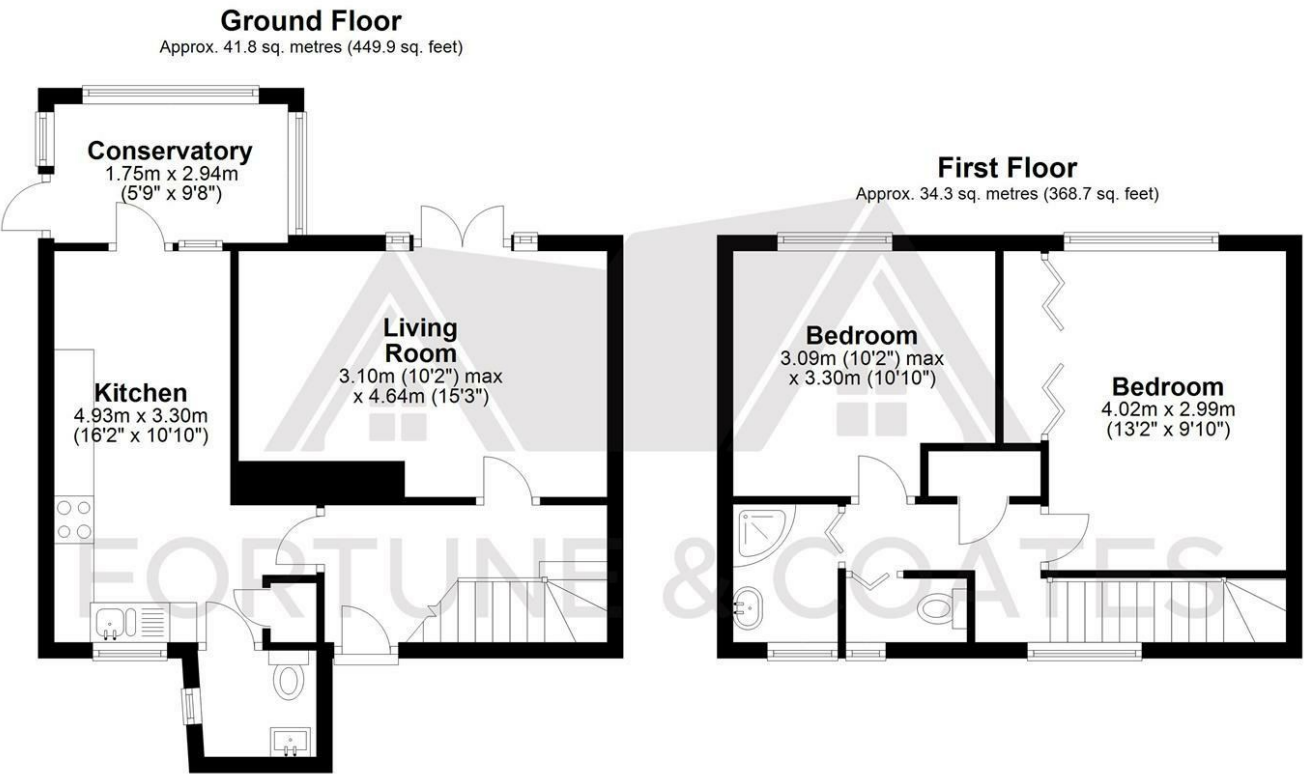 Ground Floor
Approx. 41.8 sq. metres (449.9 sq. feet)
Conservatory
1.75m x 2.94m
(5'9" x 9'8")
First Floor
Approx. 34.3 sq. metres (368.7 sq. feet)
Living
Room
3.10m (10'2") max
x 4.64m (15'3")
Kitchen
4.93m x 3.30m
(16'2" x 10'10")
Bedroom
3.09m (10'2") max
x 3.30m (10'10")
Bedroom
4.02m x 2.99m
(13'2" x 9'10")
FORTUNE & COATES